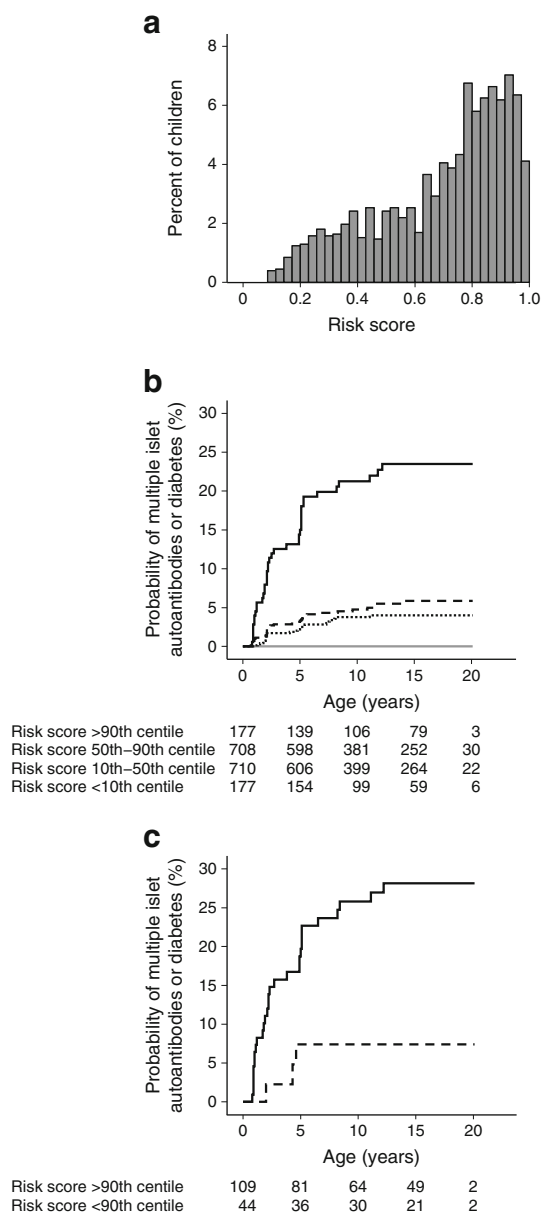 a
8
6
4
2
0
Percent of children
0 0.2 0.4 0.6 0.8 1.0
Risk score
b
30
25
20
15
10
5
0
Probability of multiple islet
autoantibodies or diabetes (%)
0 5 10 15 20
Age (years)
Risk score >90th centile 177 139 106 79 3
Risk score 50th–90th centile 708 598 381 252 30
Risk score 10th–50th centile 710 606 399 264 22
Risk score <10th centile 177 154 99 59 6
c
30
25
20
15
10
5
0
Probability of multiple islet
autoantibodies or diabetes (%)
0 5 10 15 20
Age (years)
Risk score >90th centile 109 81 64 49 2
Risk score <90th centile 44 36 30 21 2